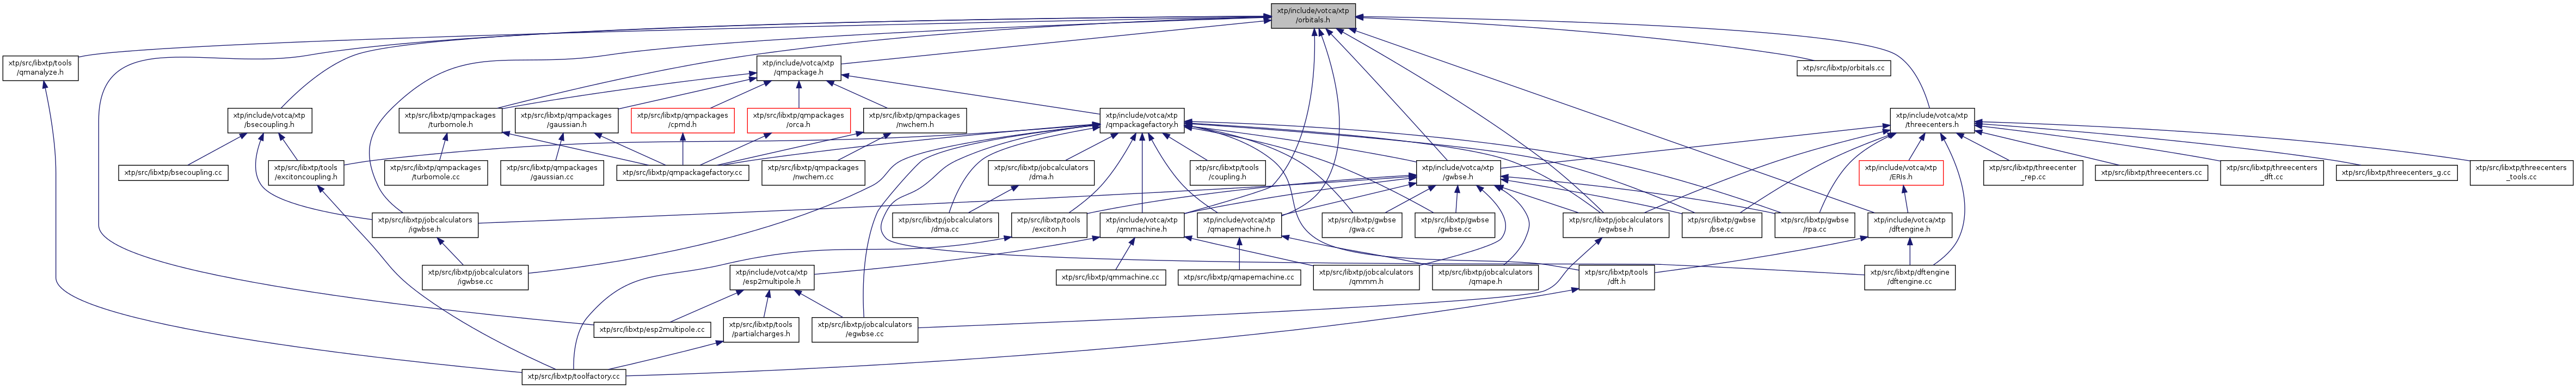 xtp/include/votca/xtp
/orbitals.h
xtp/src/libxtp/tools
/qmanalyze.h
xtp/include/votca/xtp
/qmpackage.h
xtp/src/libxtp/orbitals.cc
xtp/include/votca/xtp
/bsecoupling.h
xtp/src/libxtp/qmpackages
/turbomole.h
xtp/src/libxtp/qmpackages
/gaussian.h
xtp/src/libxtp/qmpackages
/cpmd.h
xtp/src/libxtp/qmpackages
/orca.h
xtp/src/libxtp/qmpackages
/nwchem.h
xtp/include/votca/xtp
/qmpackagefactory.h
xtp/include/votca/xtp
/threecenters.h
xtp/src/libxtp/bsecoupling.cc
xtp/src/libxtp/tools
/excitoncoupling.h
xtp/src/libxtp/qmpackages
/turbomole.cc
xtp/src/libxtp/qmpackages
/gaussian.cc
xtp/src/libxtp/qmpackagefactory.cc
xtp/src/libxtp/qmpackages
/nwchem.cc
xtp/src/libxtp/jobcalculators
/dma.h
xtp/src/libxtp/tools
/coupling.h
xtp/include/votca/xtp
/gwbse.h
xtp/include/votca/xtp
/ERIs.h
xtp/src/libxtp/threecenter
_rep.cc
xtp/src/libxtp/threecenters.cc
xtp/src/libxtp/threecenters
_dft.cc
xtp/src/libxtp/threecenters_g.cc
xtp/src/libxtp/threecenters
_tools.cc
xtp/src/libxtp/jobcalculators
/igwbse.h
xtp/src/libxtp/jobcalculators
/dma.cc
xtp/src/libxtp/tools
/exciton.h
xtp/include/votca/xtp
/qmmachine.h
xtp/include/votca/xtp
/qmapemachine.h
xtp/src/libxtp/gwbse
/gwa.cc
xtp/src/libxtp/gwbse
/gwbse.cc
xtp/src/libxtp/jobcalculators
/egwbse.h
xtp/src/libxtp/gwbse
/bse.cc
xtp/src/libxtp/gwbse
/rpa.cc
xtp/include/votca/xtp
/dftengine.h
xtp/src/libxtp/jobcalculators
/igwbse.cc
xtp/include/votca/xtp
/esp2multipole.h
xtp/src/libxtp/qmmachine.cc
xtp/src/libxtp/qmapemachine.cc
xtp/src/libxtp/jobcalculators
/qmmm.h
xtp/src/libxtp/jobcalculators
/qmape.h
xtp/src/libxtp/tools
/dft.h
xtp/src/libxtp/dftengine
/dftengine.cc
xtp/src/libxtp/esp2multipole.cc
xtp/src/libxtp/tools
/partialcharges.h
xtp/src/libxtp/jobcalculators
/egwbse.cc
xtp/src/libxtp/toolfactory.cc